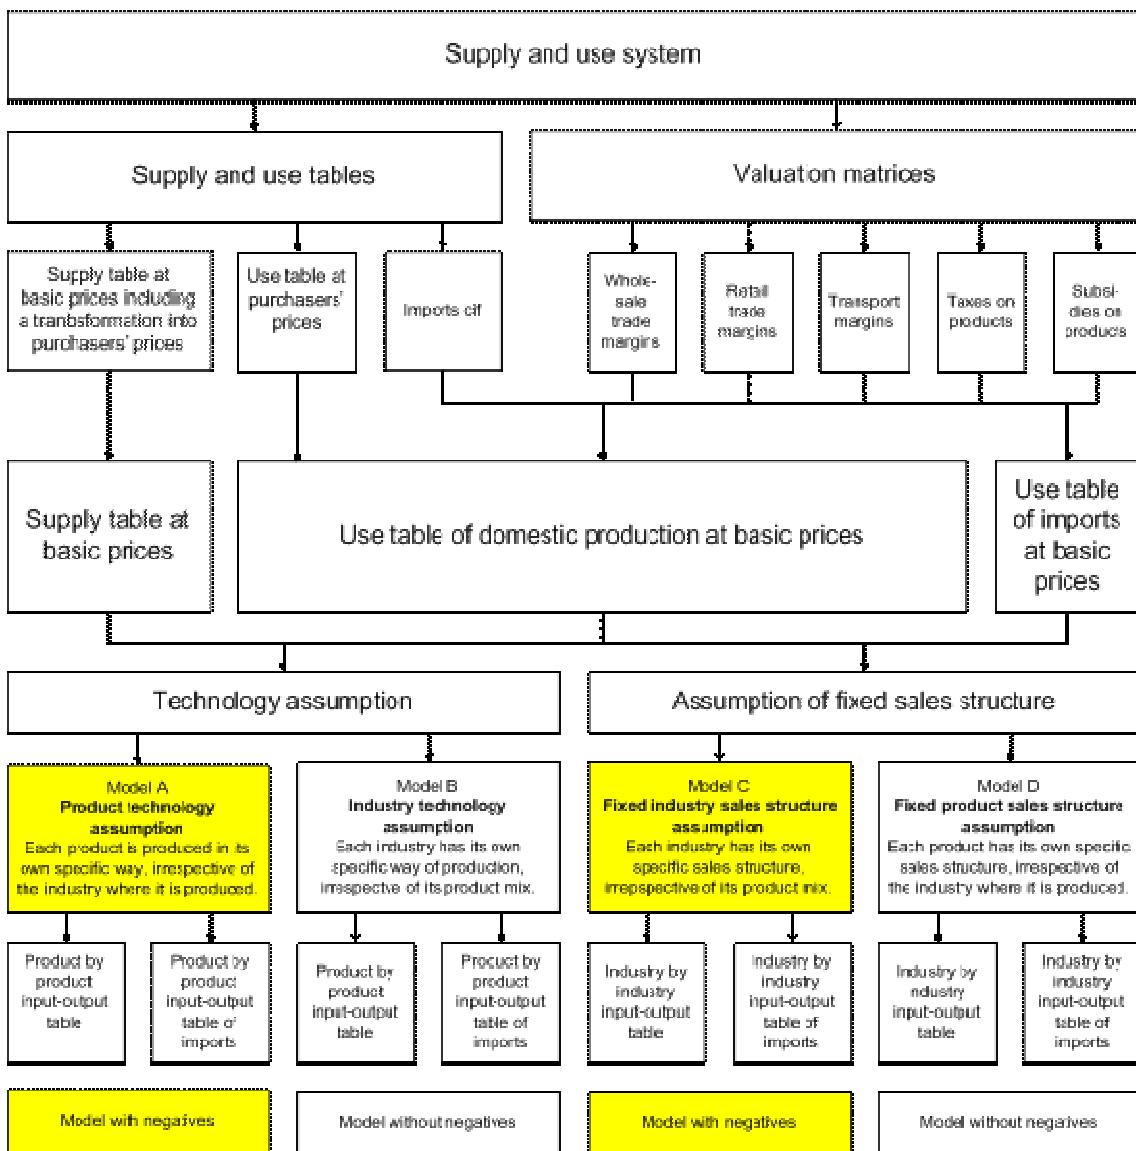 Supply and use system
Supply and use tables
Valuation matrices
Supply table at
basic prices including
a transformation into
purchasers' prices
Use table at
purchasers'
prices
Imports cif
Whole-
sale
trade
margins
Retail
trade
margins
Transport
margins
Taxes on
products
Subsi-
dies on
products
Supply table at
basic prices
Use table of domestic production at basic prices
Use table
of imports
at basic
prices
Technology assumption
Assumption of fixed sales structure
Model A
Product technology
assumption
Each product is produced in its
own specific way, irrespective of
the industry where it is produced.
Model B
Industry technology
assumption
Each industry has its own
specific way of production,
irrespective of its product mix.
Model C
Fixed industry sales structure
assumption
Each industry has its own
specific sales structure,
irrepspective of its product mix.
Model D
Fixed product sales structure
assumption
Each product has its own specific
sales structure, irrespective of
the industry where it is produced.
Product by
product
input-output
table
Product by
product
input-output
table of
imports
Product by
product
input-output
table
Product by
product
input-output
table of
imports
Industry by
industry
input-output
table
Industry by
industry
input-output
table of
imports
Industry by
industry
input-output
table
Industry by
industry
input-output
table of
imports
Model with negatives
Model without negatives
Model with negatives
Model without negatives